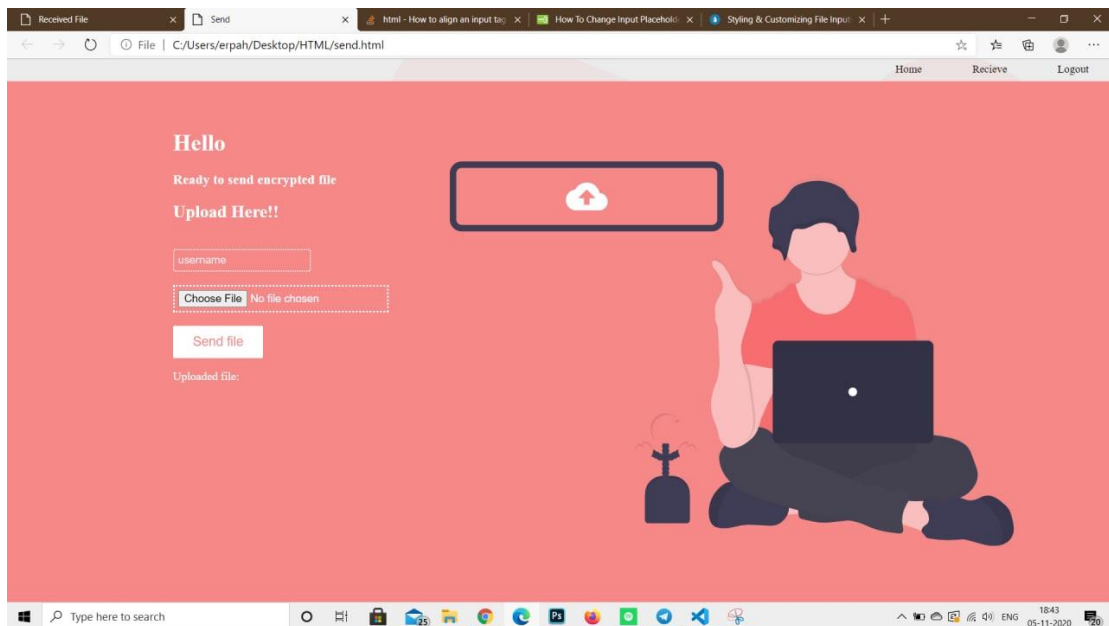 Received File
Send
html - How to align an input tag
How To Change Input Placehold
Styling & Customizing File Input
File
C:/Users/erpah/Desktop/HTML/send.html
Home Recieve Logout
Hello
Ready to send encrypted file
Upload Here!!
username
Choose File No file chosen
Send file
Uploaded file:
Type here to search
25
Ps
ENG
18:43
05-11-2020
20